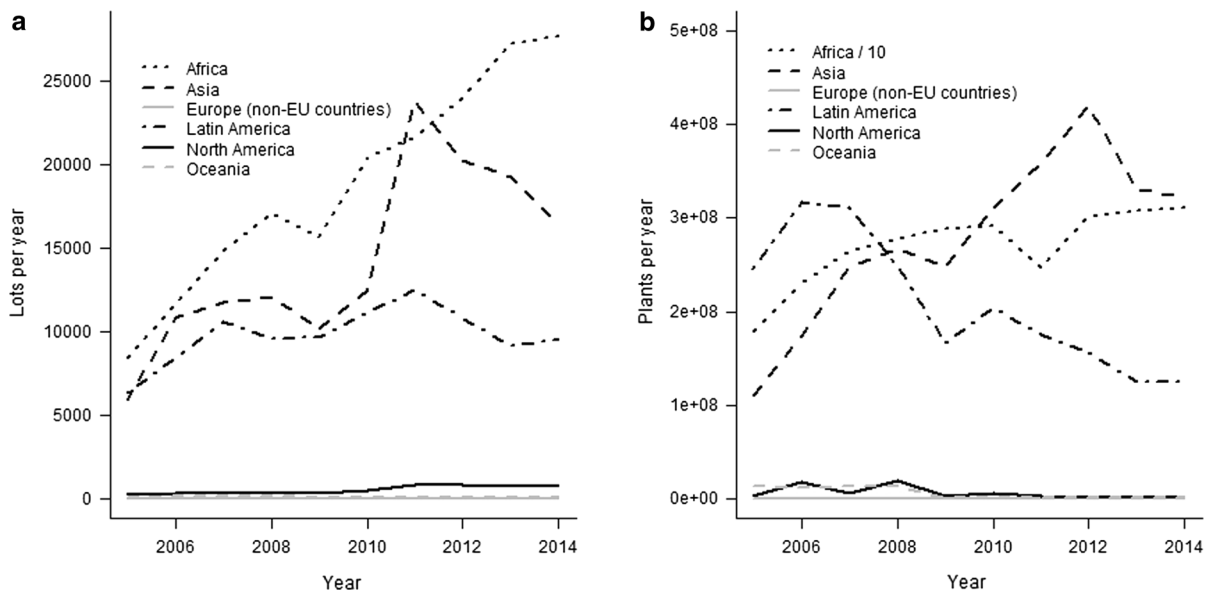 a
Lots per year
25000
20000
15000
10000
5000
0
Africa
Asia
Europe (non-EU countries)
Latin America
North America
Oceania
2006 2008 2010 2012 2014
Year
b
Plants per year
5e+08
4e+08
3e+08
2e+08
1e+08
0e+00
Africa / 10
Asia
Europe (non-EU countries)
Latin America
North America
Oceania
2006 2008 2010 2012 2014
Year